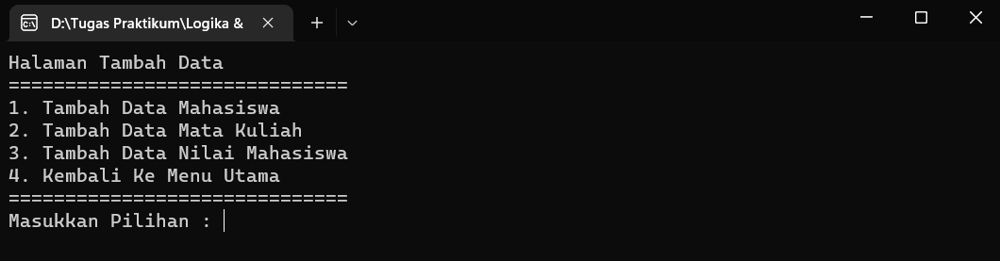 D:\Tugas Praktikum\Logika &
Halaman Tambah Data
==============================
1. Tambah Data Mahasiswa
2. Tambah Data Mata Kuliah
3. Tambah Data Nilai Mahasiswa
4. Kembali Ke Menu Utama
==============================
Masukkan Pilihan :